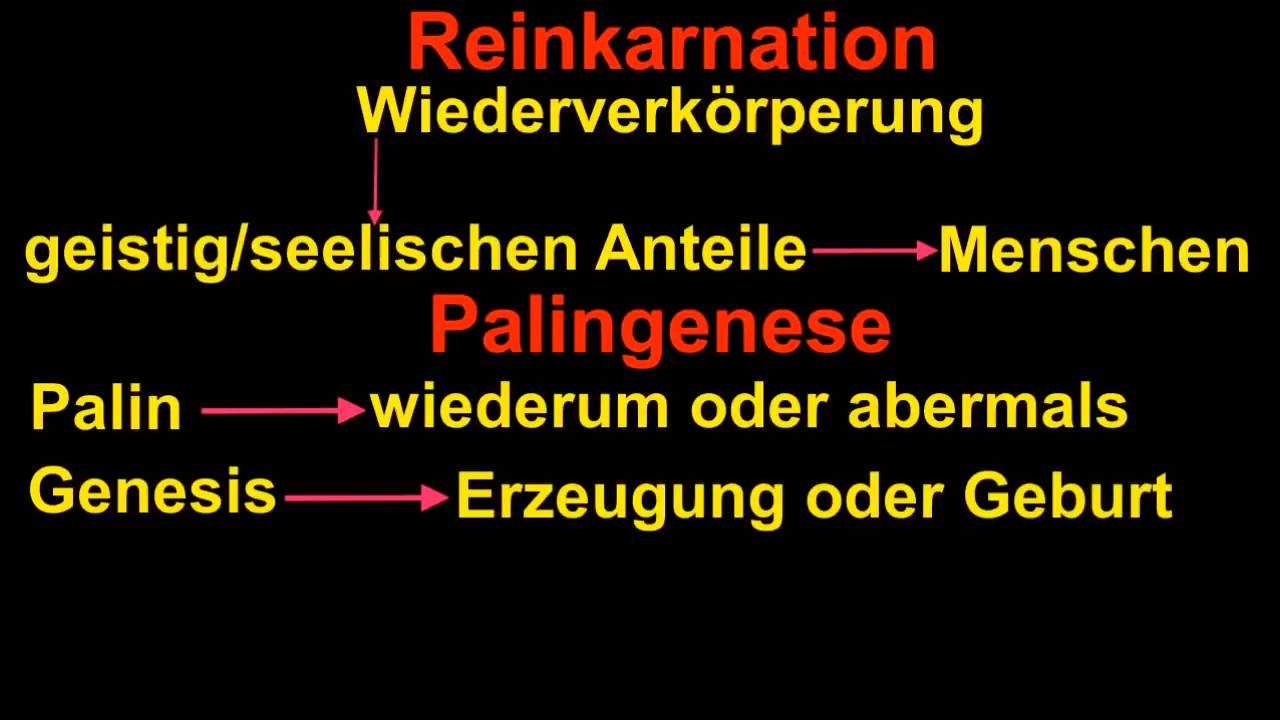 Reinkarnation
Wiederverkörperung
geistig/seelischen Anteile Menschen
Palingenese
Palin wiederum oder abermals
Genesis Erzeugung oder Geburt